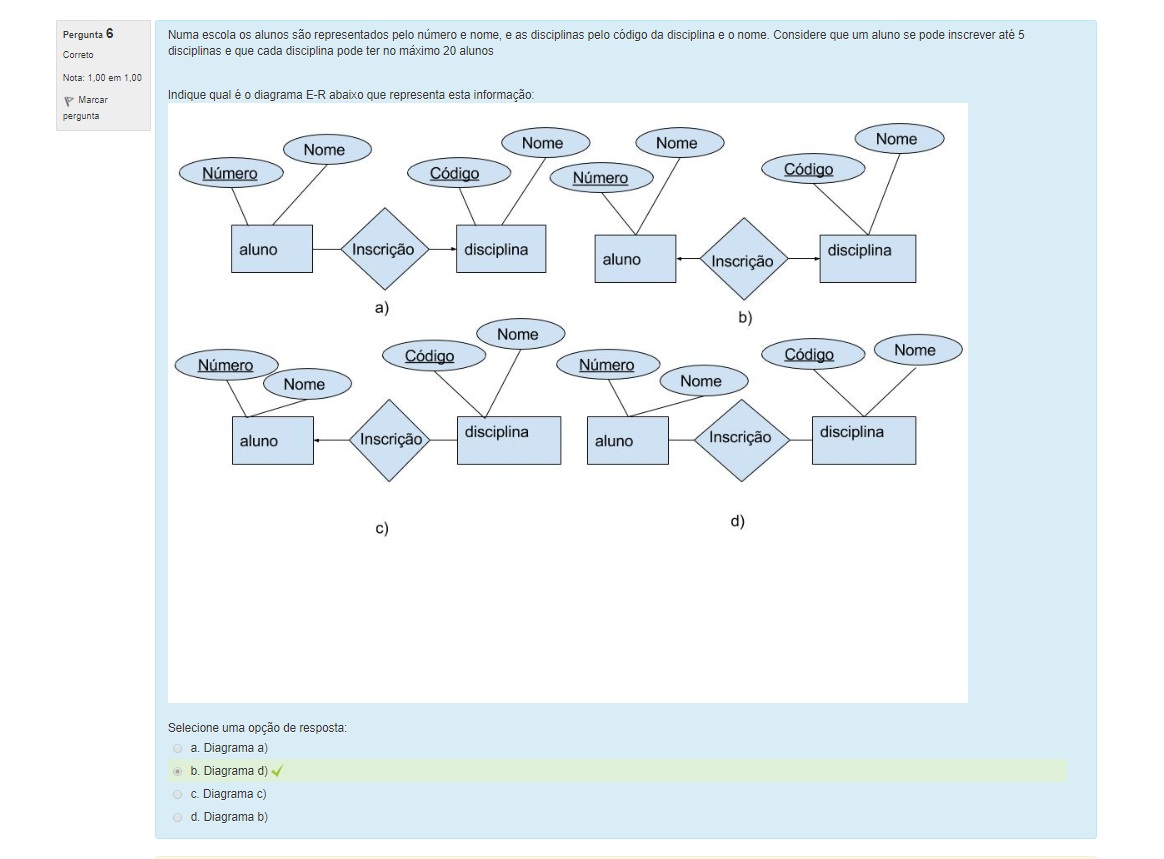 Pergunta 6
Correto
Nota: 1,00 em 1,00
Marcar
pergunta
Numa escola os alunos são representados pelo número e nome, e as disciplinas pelo código da disciplina e o nome. Considere que um aluno se pode inscrever até 5
disciplinas e que cada disciplina pode ter no máximo 20 alunos
Indique qual é o diagrama E-R abaixo que representa esta informação:
Número
Nome
Código
Nome
aluno
Inscrição
disciplina
a)
Número
Nome
Código
Nome
aluno
Inscrição
disciplina
b)
Número
Nome
Código
Nome
aluno
Inscrição
disciplina
c)
Número
Nome
Código
Nome
aluno
Inscrição
disciplina
d)
Selecione uma opção de resposta:
a. Diagrama a)
b. Diagrama d)
c. Diagrama c)
d. Diagrama b)